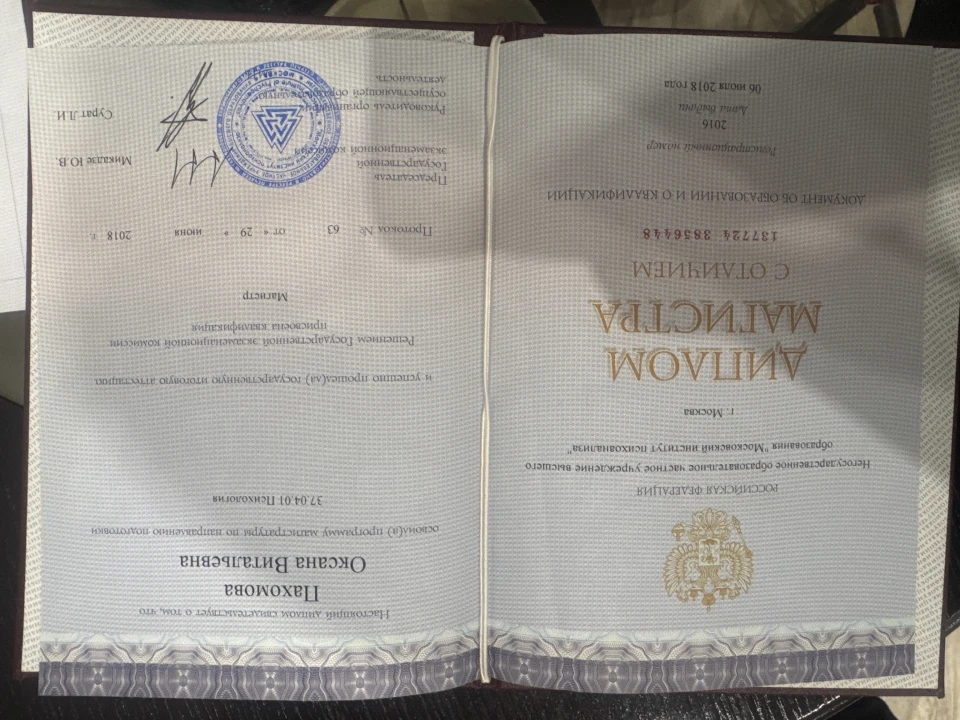 РОССИЙСКАЯ ФЕДЕРАЦИЯ
Негосударственное образовательное частное учреждение высшего
образования "Московский институт психоанализа"
г. Москва
ДИПЛОМ
МАГИСТРА
С ОТЛИЧИЕМ
137724 3856448
ДОКУМЕНТ ОБ ОБРАЗОВАНИИ И О КВАЛИФИКАЦИИ
Регистрационный номер
2016
Дата выдачи
06 июля 2018 года
Настоящий диплом свидетельствует о том, что
Пахомова
Оксана Витальевна
освоил(а) программу магистратуры по направлению подготовки
37.04.01 Психология
и успешно прошел(ла) государственную итоговую аттестацию
Решением Государственной экзаменационной комиссии
присвоена квалификация
Магистр
Протокол № 63 от « 29 » июня 2018 г.
Председатель
Государственной
экзаменационной комиссии
Микадзе Ю.В.
Руководитель организации,
осуществляющей образовательную
деятельность
Сурат Л.И.